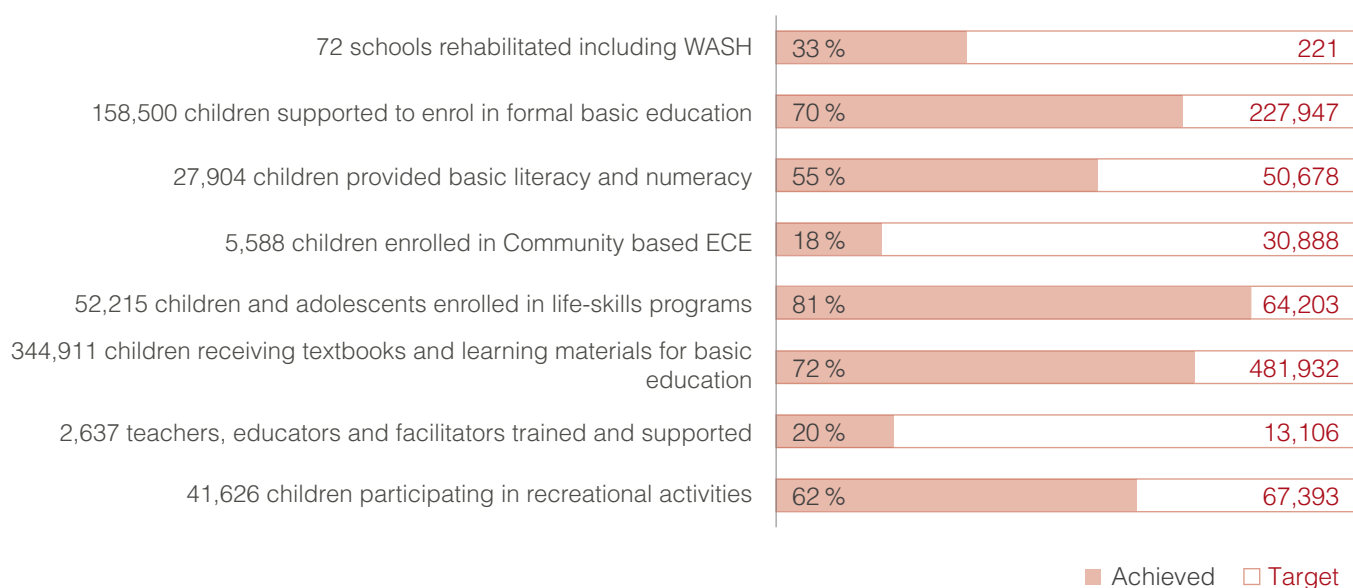 72 schools rehabilitated including WASH 33 % 221
158,500 children supported to enrol in formal basic education 70 % 227,947
27,904 children provided basic literacy and numeracy 55 % 50,678
5,588 children enrolled in Community based ECE 18 % 30,888
52,215 children and adolescents enrolled in life-skills programs 81 % 64,203
344,911 children receiving textbooks and learning materials for basic
education 72 % 481,932
2,637 teachers, educators and facilitators trained and supported 20 % 13,106
41,626 children participating in recreational activities 62 % 67,393
Achieved Target